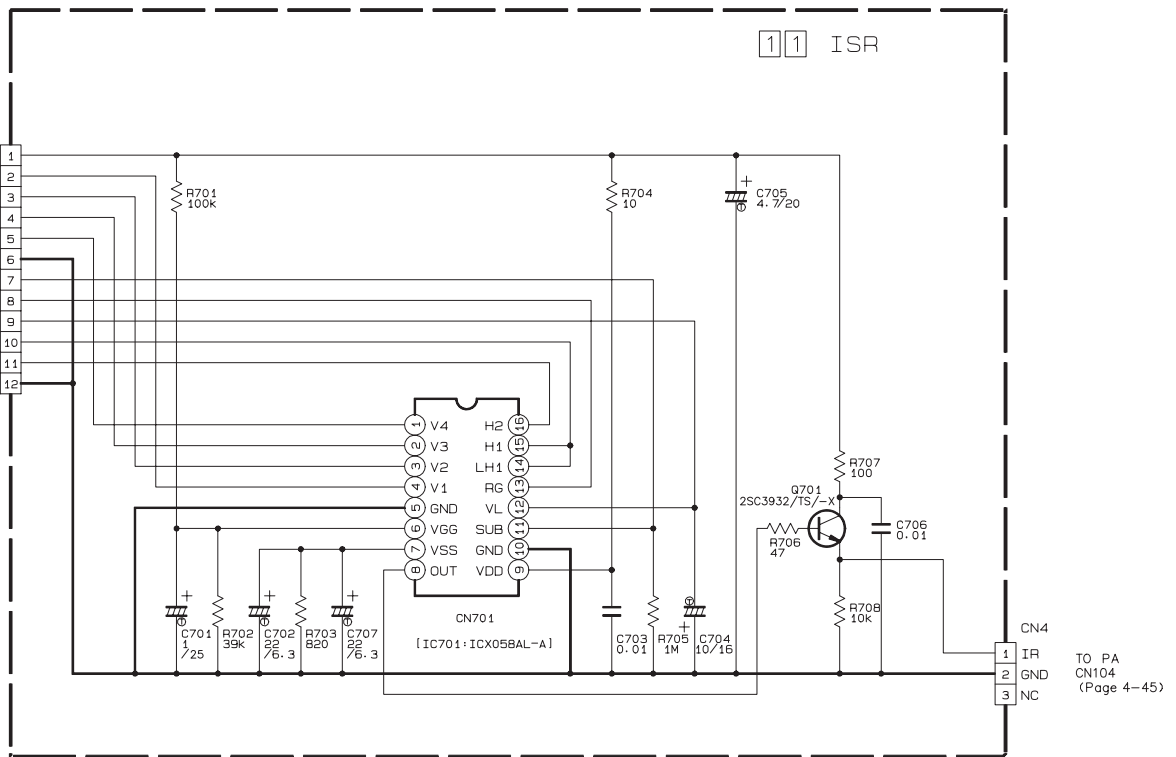 11 ISR
1
2
3
4
5
6
7
8
9
10
11
12
R701
100k
R704
10
C705
4.7/20
+
1 V4
2 V3
3 V2
4 V1
5 GND
6 VGG
7 VSS
8 OUT
H2 16
H1 15
LH1 14
RG 13
VL 12
SUB 11
GND 10
VDD 9
CN701
[IC701:ICX058AL-A]
+
C701
1
/25
R702
39k
+
C702
22
/6.3
R703
820
+
C707
22
/6.3
C703
0.01
R705
1M
+
C704
10/16
R707
100
Q701
2SC3932/TS/-X
R706
47
C706
0.01
R708
10k
CN4
1 IR
2 GND
3 NC
TO PA
CN104
(Page 4-45)